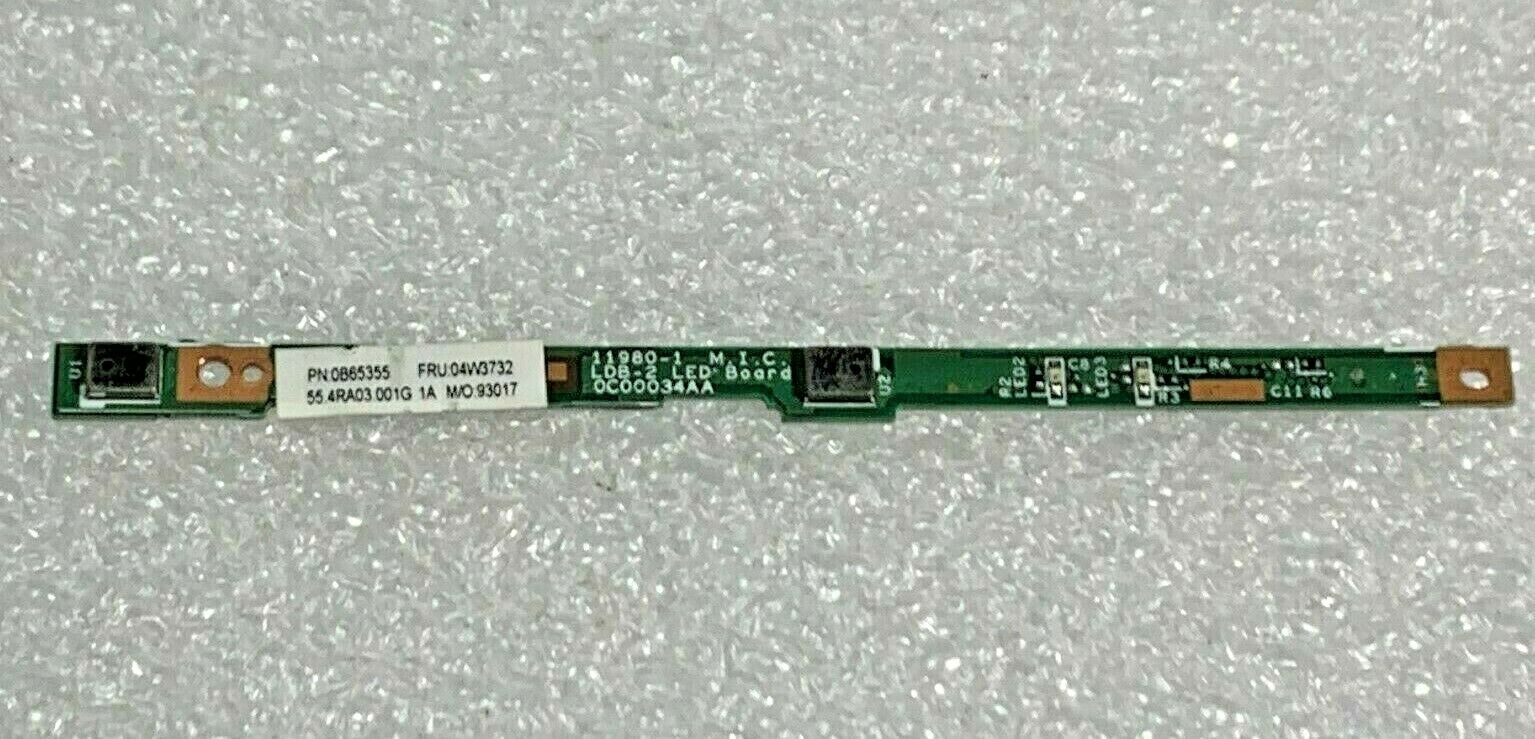 U1
PN:0B65355 FRU:04W3732
55.4RA03.001G 1A M/O:93017
11980-1 M.I.C.
LDB-2 LED Board
0C00034AA
U2
R2
LED2
C8
LED3
R3
R4
C11 R6